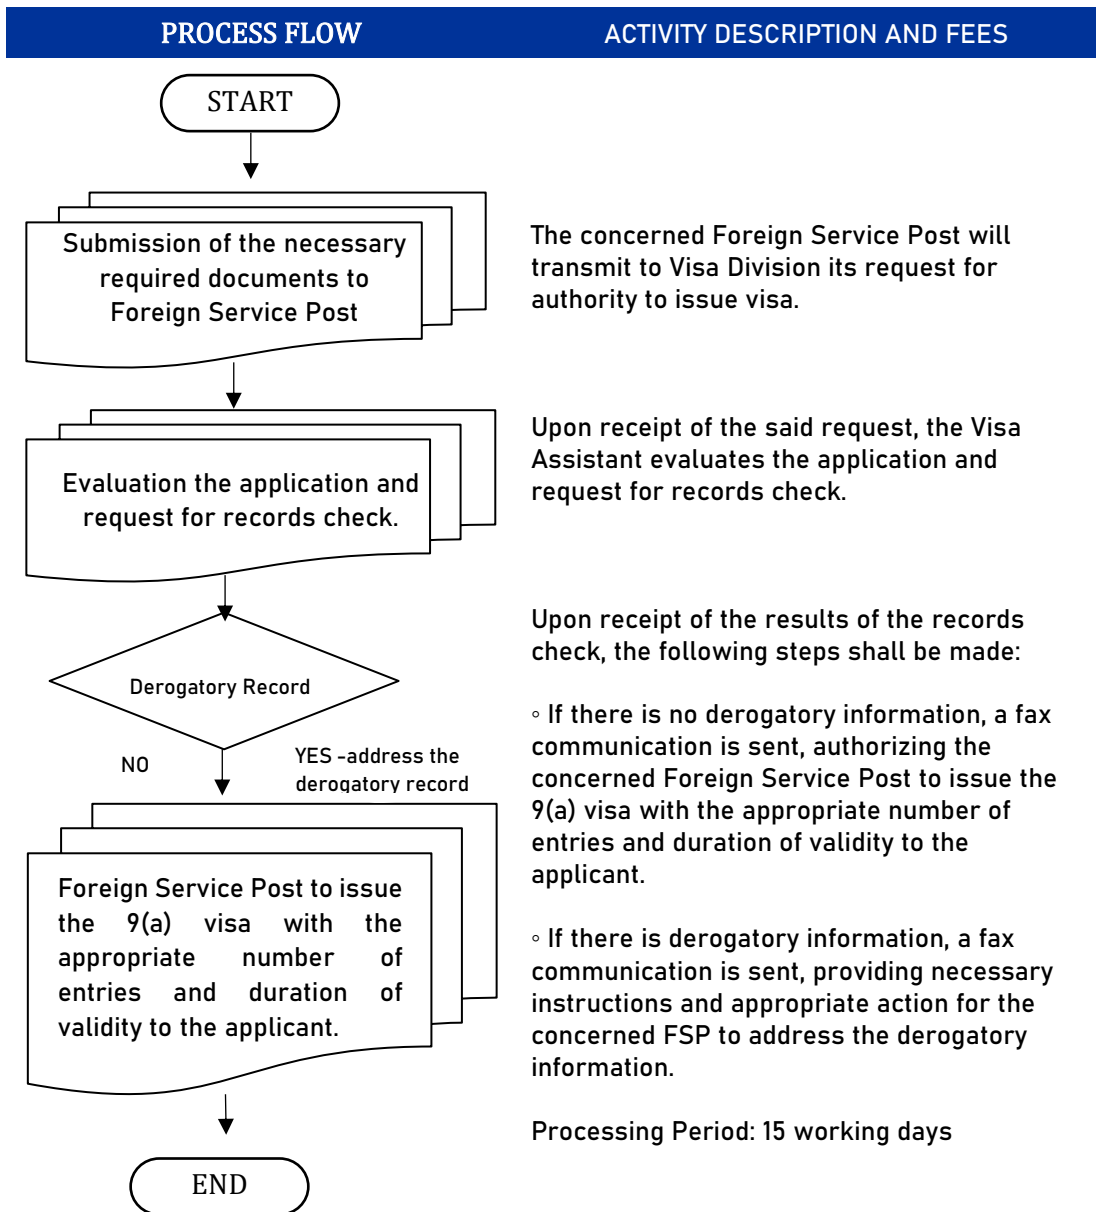 PROCESS FLOW
ACTIVITY DESCRIPTION AND FEES
START
Submission of the necessary
required documents to
Foreign Service Post
The concerned Foreign Service Post will
transmit to Visa Division its request for
authority to issue visa.
Evaluation the application and
request for records check.
Upon receipt of the said request, the Visa
Assistant evaluates the application and
request for records check.
Derogatory Record
NO
YES -address the
derogatory record
Upon receipt of the results of the records
check, the following steps shall be made:
◦ If there is no derogatory information, a fax
communication is sent, authorizing the
concerned Foreign Service Post to issue the
9(a) visa with the appropriate number of
entries and duration of validity to the
applicant.
Foreign Service Post to issue
the 9(a) visa with the
appropriate number of
entries and duration of
validity to the applicant.
◦ If there is derogatory information, a fax
communication is sent, providing necessary
instructions and appropriate action for the
concerned FSP to address the derogatory
information.
Processing Period: 15 working days
END